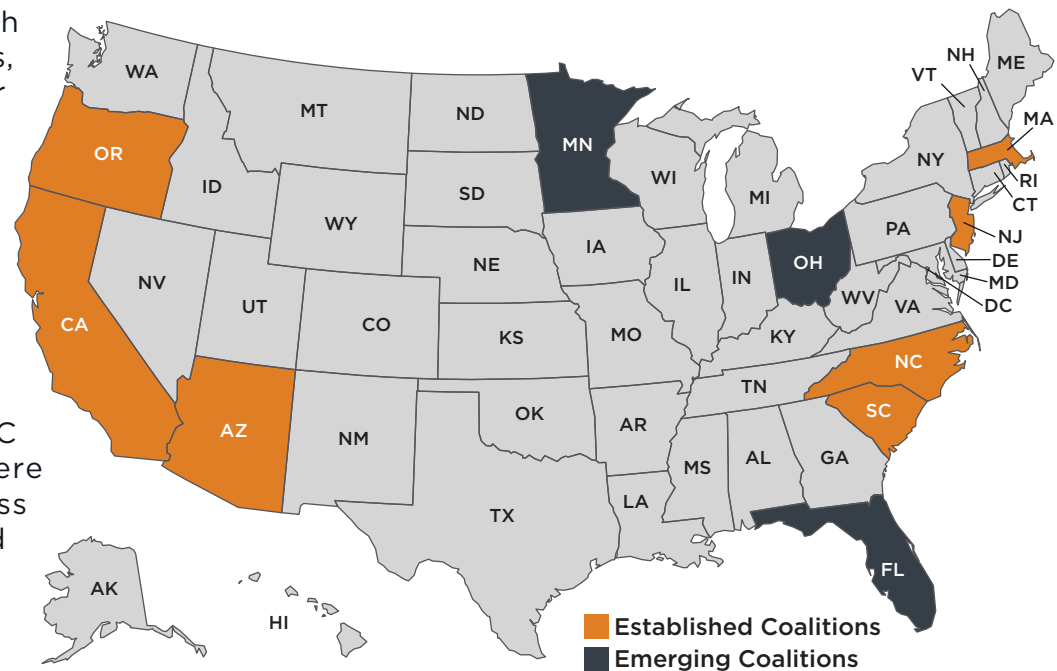 h
s,
r
C
ere
ss
d
WA
OR
CA
NV
ID
MT
WY
UT
AZ
CO
NM
ND
SD
NE
KS
OK
TX
MN
IA
MO
AR
LA
WI
IL
MI
IN
OH
KY
TN
MS
AL
GA
FL
SC
NC
VA
WV
PA
NY
VT
NH
ME
MA
RI
CT
NJ
DE
MD
DC
AK
HI
Established Coalitions
Emerging Coalitions